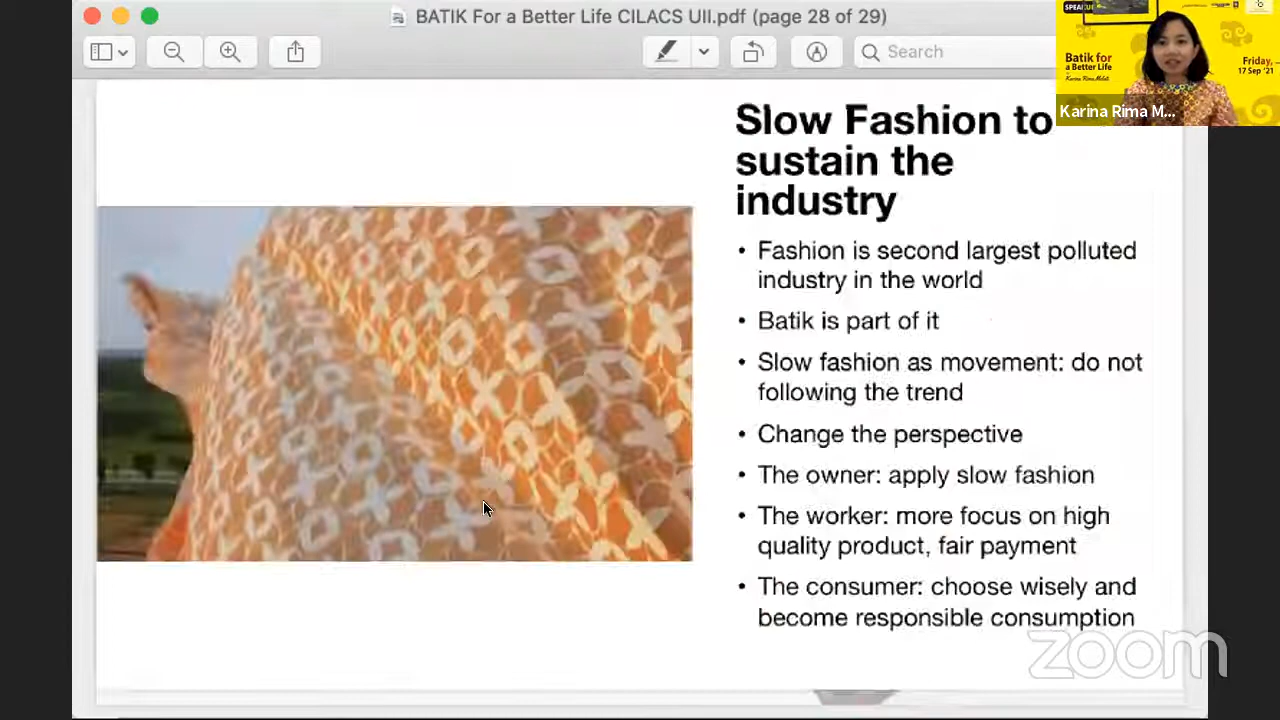 BATIK For a Better Life CILACS UII.pdf (page 28 of 29)
Search
SPEAK
Batik for
a Better Life
Karina Rima Melati
Friday,
17 Sep '21
Karina Rima M...
Slow Fashion to
sustain the
industry
• Fashion is second largest polluted
industry in the world
• Batik is part of it
• Slow fashion as movement: do not
following the trend
• Change the perspective
• The owner: apply slow fashion
• The worker: more focus on high
quality product, fair payment
• The consumer: choose wisely and
become responsible consumption
zoom